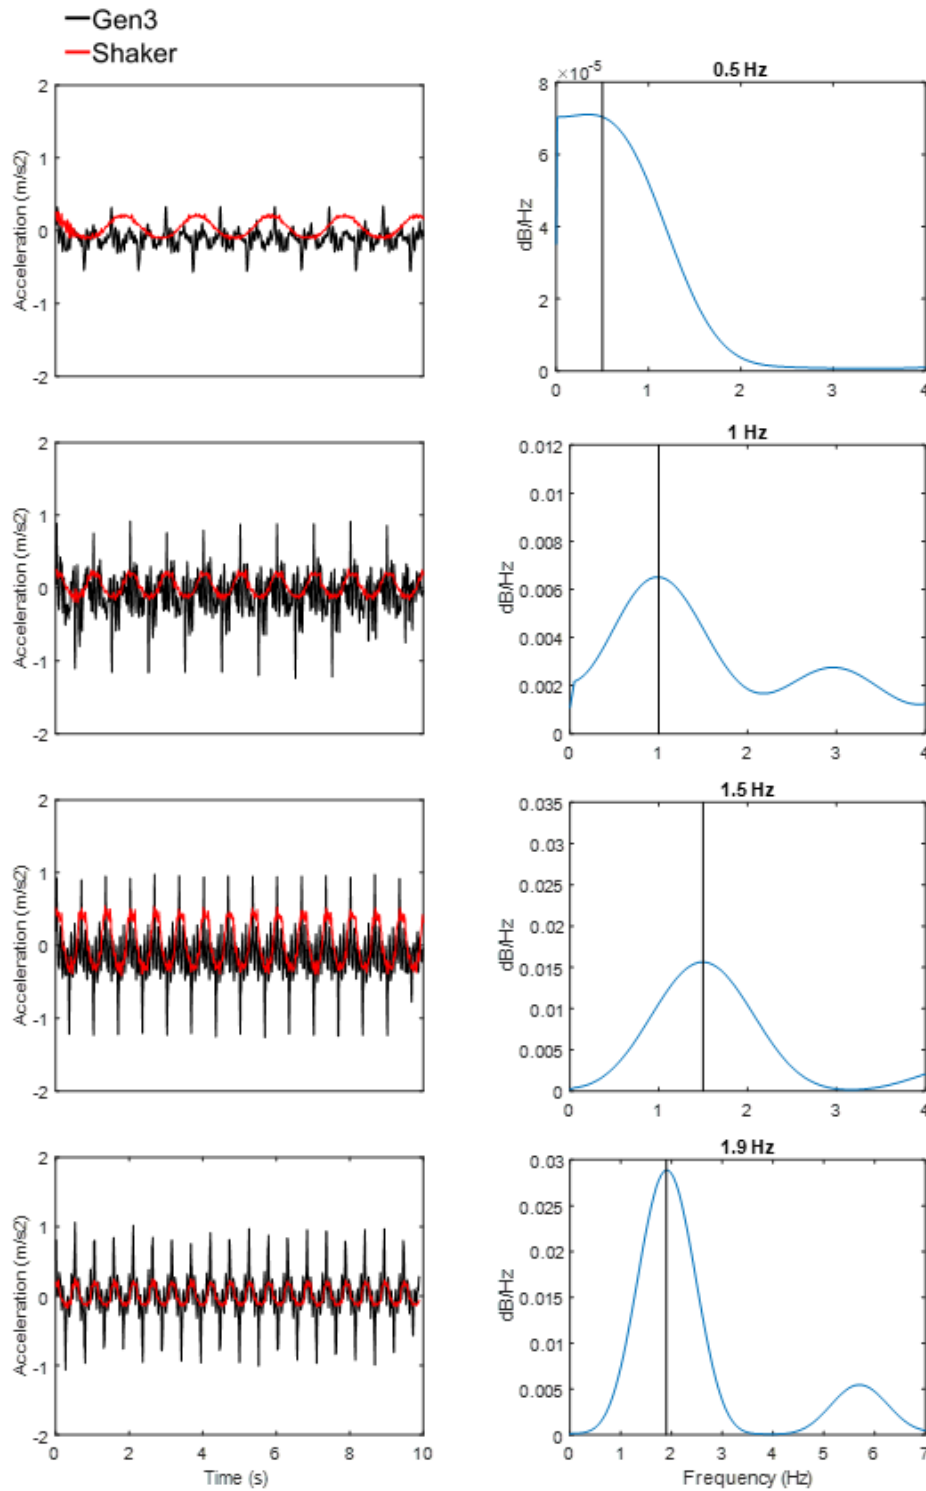 Gen3
Shaker
2
1
0
-1
-2
Acceleration (m/s2)
×10-5
0.5 Hz
8
6
4
2
0
dB/Hz
0 1 2 3 4
2
1
0
-1
-2
Acceleration (m/s2)
1 Hz
0.012
0.01
0.008
0.006
0.004
0.002
0
dB/Hz
0 1 2 3 4
2
1
0
-1
-2
Acceleration (m/s2)
1.5 Hz
0.035
0.03
0.025
0.02
0.015
0.01
0.005
0
dB/Hz
0 1 2 3 4
2
1
0
-1
-2
Acceleration (m/s2)
0 2 4 6 8 10
Time (s)
1.9 Hz
0.03
0.025
0.02
0.015
0.01
0.005
0
dB/Hz
0 1 2 3 4 5 6 7
Frequency (Hz)